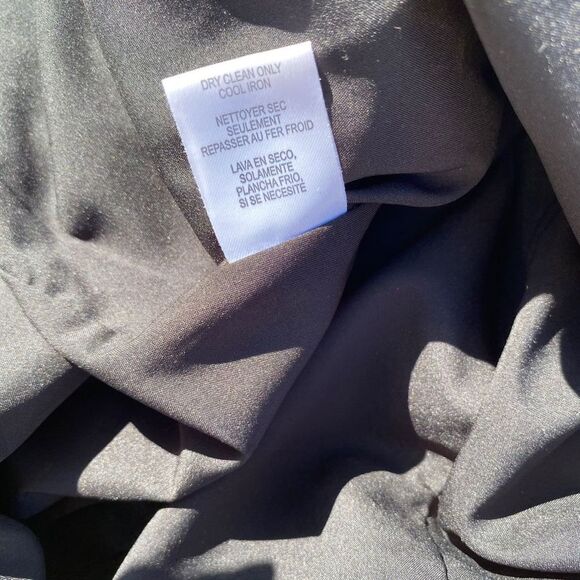 DRY CLEAN ONLY
COOL IRON
NETTOYER SEC
SEULEMENT
REPASSER AU FER FROID
LAVA EN SECO,
SOLAMENTE
PLANCHA FRIO,
SI SE NECESITÉ